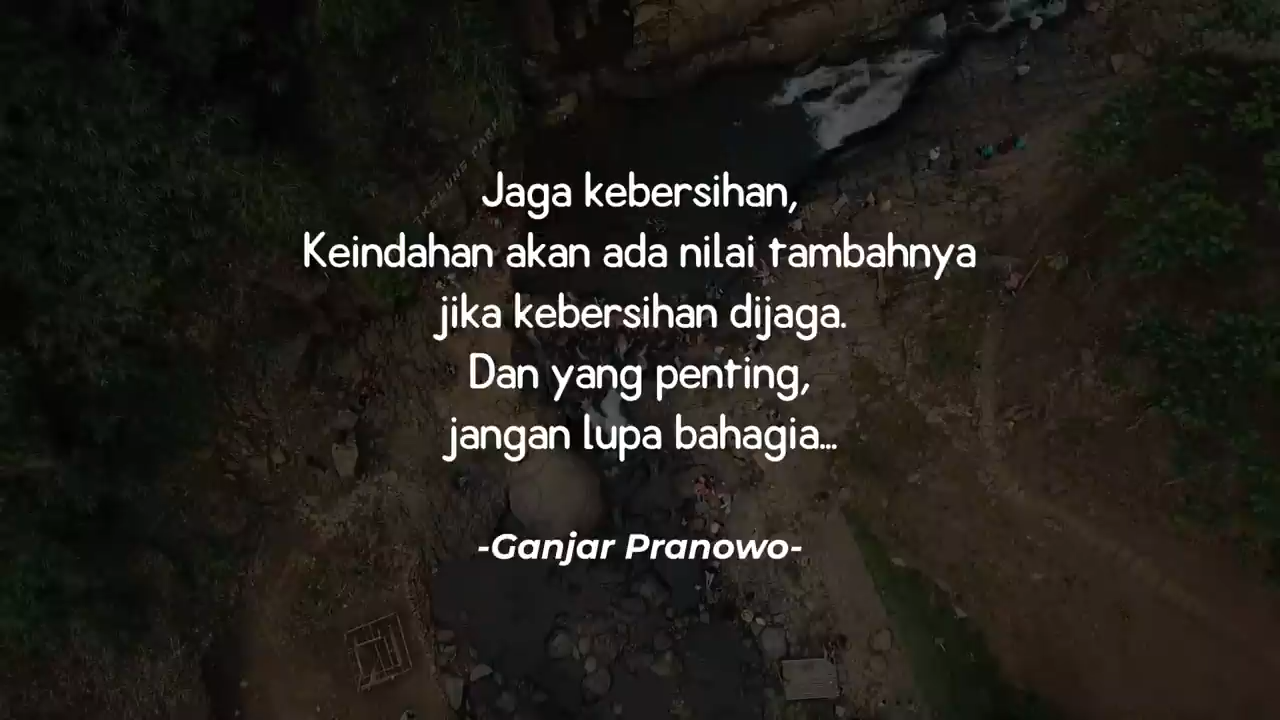 Jaga kebersihan,
Keindahan akan ada nilai tambahnya
jika kebersihan dijaga.
Dan yang penting,
jangan lupa bahagia...
-Ganjar Pranowo-